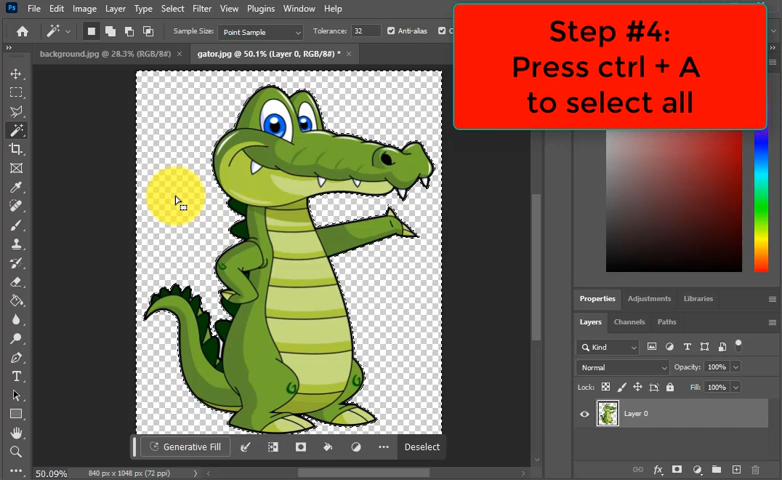 Ps File Edit Image Layer Type Select Filter View Plugins Window Help
Sample Size: Point Sample Tolerance: 32 Anti-alias
Step #4:
Press ctrl + A
to select all
background.jpg @ 28.3% (RGB/8#) × gator.jpg @ 50.1% (Layer 0, RGB/8#) * ×
Properties Adjustments Libraries
Layers Channels Paths
Kind
Normal Opacity: 100%
Lock: Fill: 100%
Layer 0
Generative Fill Deselect
50.09% 840 px x 1048 px (72 ppi)
fx